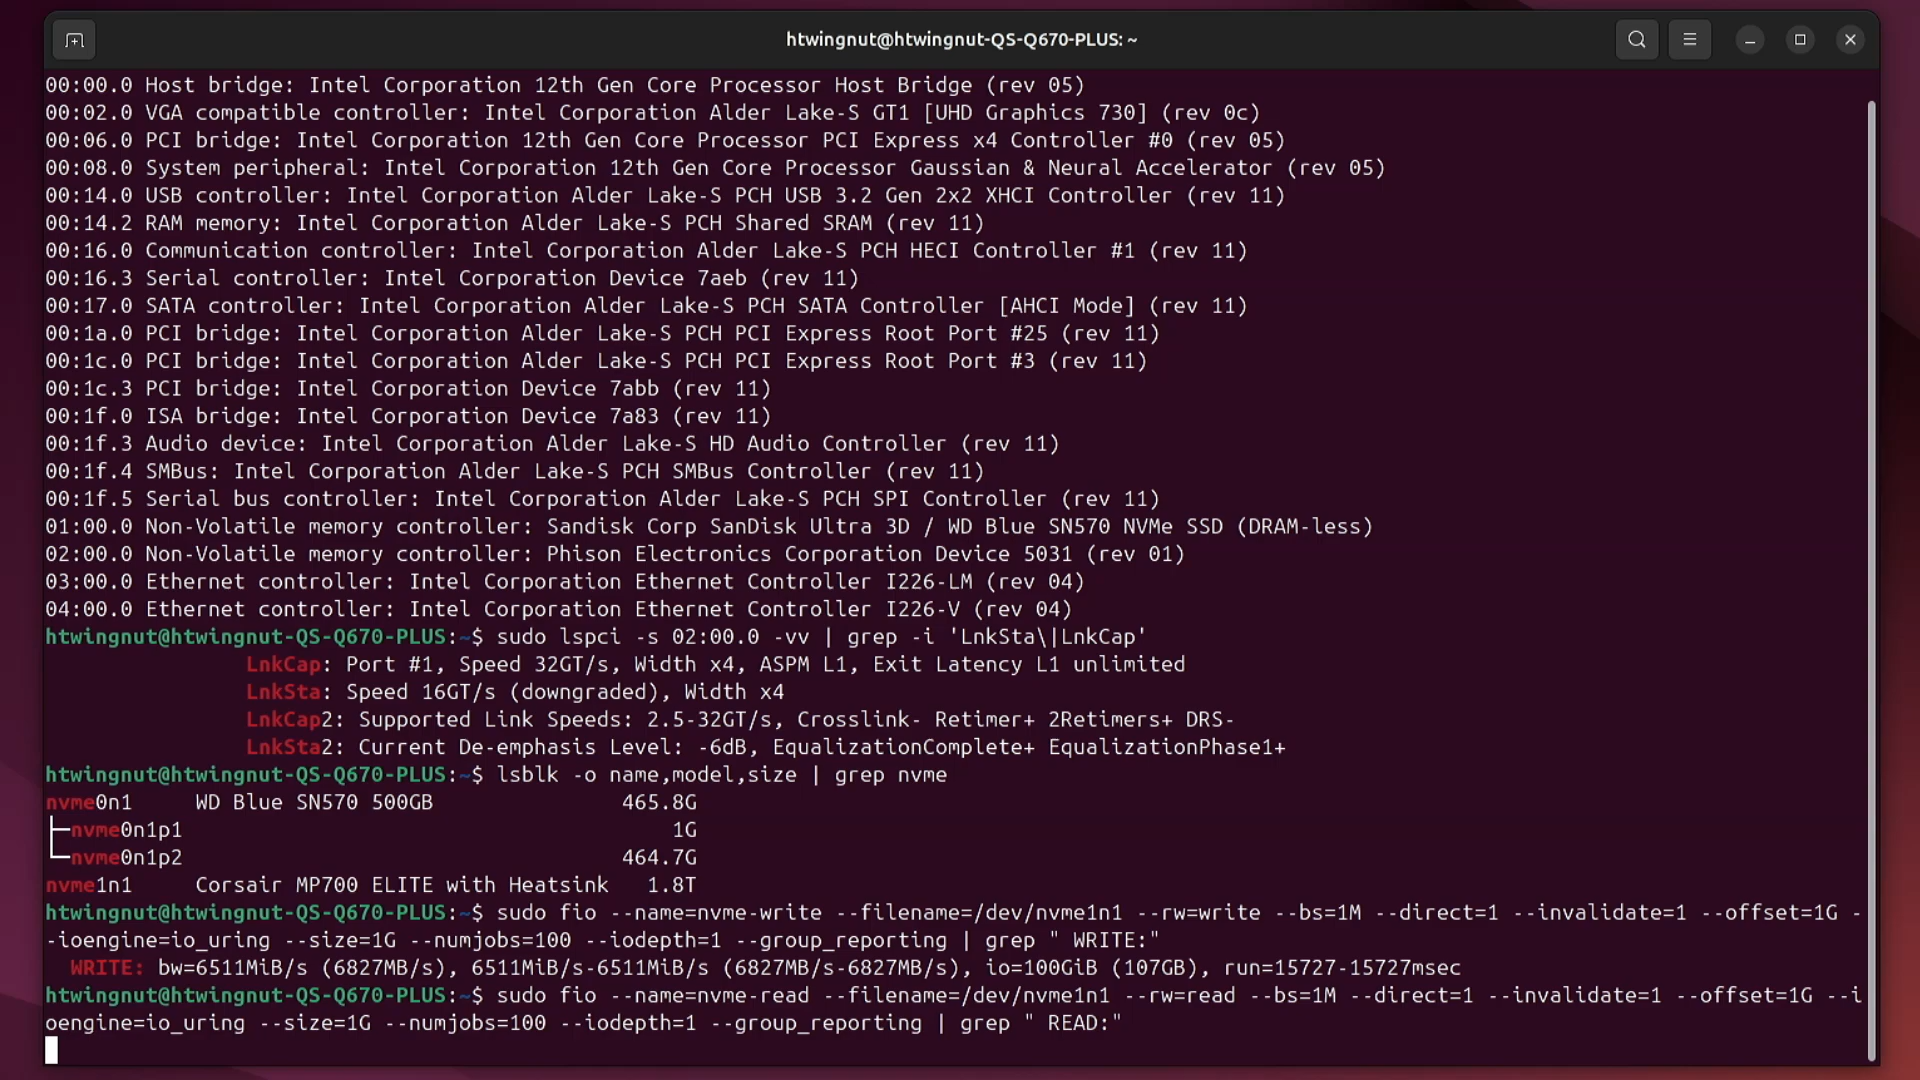 htwingnut@htwingnut-QS-Q670-PLUS: ~
00:00.0 Host bridge: Intel Corporation 12th Gen Core Processor Host Bridge (rev 05)
00:02.0 VGA compatible controller: Intel Corporation Alder Lake-S GT1 [UHD Graphics 730] (rev 0c)
00:06.0 PCI bridge: Intel Corporation 12th Gen Core Processor PCI Express x4 Controller #0 (rev 05)
00:08.0 System peripheral: Intel Corporation 12th Gen Core Processor Gaussian & Neural Accelerator (rev 05)
00:14.0 USB controller: Intel Corporation Alder Lake-S PCH USB 3.2 Gen 2x2 XHCI Controller (rev 11)
00:14.2 RAM memory: Intel Corporation Alder Lake-S PCH Shared SRAM (rev 11)
00:16.0 Communication controller: Intel Corporation Alder Lake-S PCH HECI Controller #1 (rev 11)
00:16.3 Serial controller: Intel Corporation Device 7aeb (rev 11)
00:17.0 SATA controller: Intel Corporation Alder Lake-S PCH SATA Controller [AHCI Mode] (rev 11)
00:1a.0 PCI bridge: Intel Corporation Alder Lake-S PCH PCI Express Root Port #25 (rev 11)
00:1c.0 PCI bridge: Intel Corporation Alder Lake-S PCH PCI Express Root Port #3 (rev 11)
00:1c.3 PCI bridge: Intel Corporation Device 7abb (rev 11)
00:1f.0 ISA bridge: Intel Corporation Device 7a83 (rev 11)
00:1f.3 Audio device: Intel Corporation Alder Lake-S HD Audio Controller (rev 11)
00:1f.4 SMBus: Intel Corporation Alder Lake-S PCH SMBus Controller (rev 11)
00:1f.5 Serial bus controller: Intel Corporation Alder Lake-S PCH SPI Controller (rev 11)
01:00.0 Non-Volatile memory controller: Sandisk Corp SanDisk Ultra 3D / WD Blue SN570 NVMe SSD (DRAM-less)
02:00.0 Non-Volatile memory controller: Phison Electronics Corporation Device 5031 (rev 01)
03:00.0 Ethernet controller: Intel Corporation Ethernet Controller I226-LM (rev 04)
04:00.0 Ethernet controller: Intel Corporation Ethernet Controller I226-V (rev 04)
htwingnut@htwingnut-QS-Q670-PLUS:~$ sudo lspci -s 02:00.0 -vv | grep -i 'LnkSta\|LnkCap'
LnkCap: Port #1, Speed 32GT/s, Width x4, ASPM L1, Exit Latency L1 unlimited
LnkSta: Speed 16GT/s (downgraded), Width x4
LnkCap2: Supported Link Speeds: 2.5-32GT/s, Crosslink- Retimer+ 2Retimers+ DRS-
LnkSta2: Current De-emphasis Level: -6dB, EqualizationComplete+ EqualizationPhase1+
htwingnut@htwingnut-QS-Q670-PLUS:~$ lsblk -o name,model,size | grep nvme
nvme0n1 WD Blue SN570 500GB 465.8G
├─nvme0n1p1 1G
└─nvme0n1p2 464.7G
nvme1n1 Corsair MP700 ELITE with Heatsink 1.8T
htwingnut@htwingnut-QS-Q670-PLUS:~$ sudo fio --name=nvme-write --filename=/dev/nvme1n1 --rw=write --bs=1M --direct=1 --invalidate=1 --offset=1G -
-ioengine=io_uring --size=1G --numjobs=100 --iodepth=1 --group_reporting | grep " WRITE:"
WRITE: bw=6511MiB/s (6827MB/s), 6511MiB/s-6511MiB/s (6827MB/s-6827MB/s), io=100GiB (107GB), run=15727-15727msec
htwingnut@htwingnut-QS-Q670-PLUS:~$ sudo fio --name=nvme-read --filename=/dev/nvme1n1 --rw=read --bs=1M --direct=1 --invalidate=1 --offset=1G --i
oengine=io_uring --size=1G --numjobs=100 --iodepth=1 --group_reporting | grep " READ:"